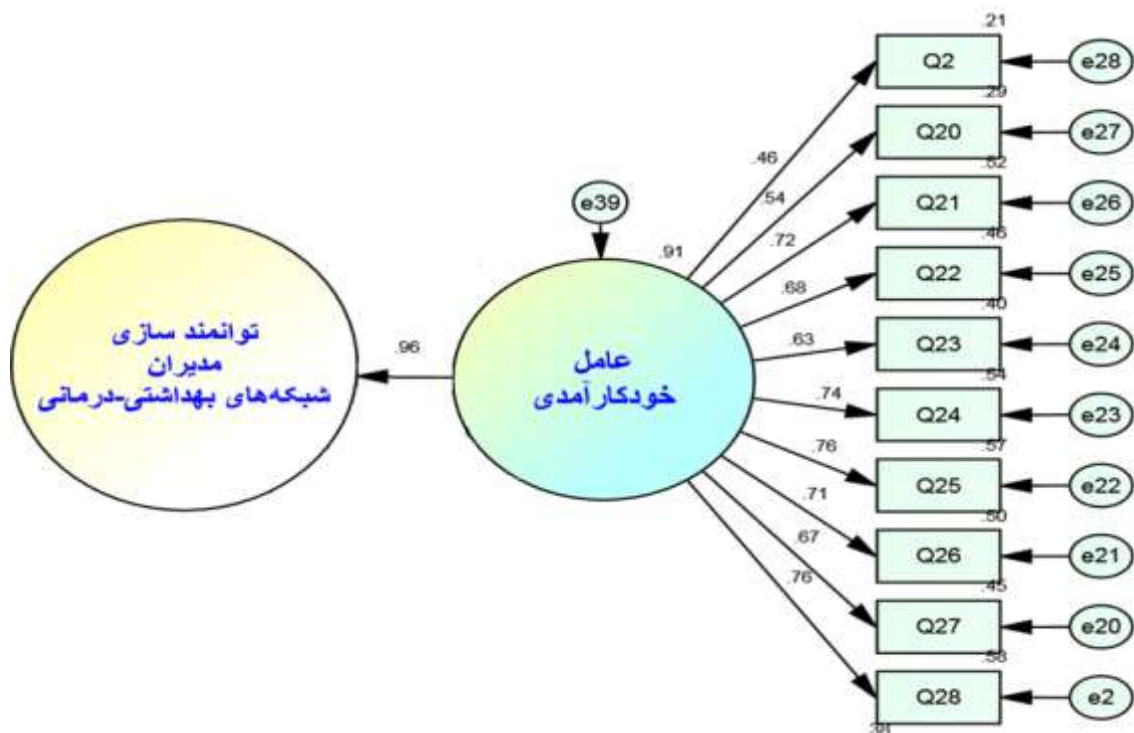 .21
Q2
e28
.29
Q20
e27
.46
.52
.54
Q21
e26
e39
.72
.46
.91
Q22
e25
.68
.40
توانمند سازی
مدیران
شبکه‌های بهداشتی-درمانی
.96
عامل
خودکارآمدی
.63
Q23
e24
.54
.74
Q24
e23
.57
.76
Q25
e22
.71
.50
Q26
e21
.67
.45
.76
Q27
e20
.58
Q28
e2